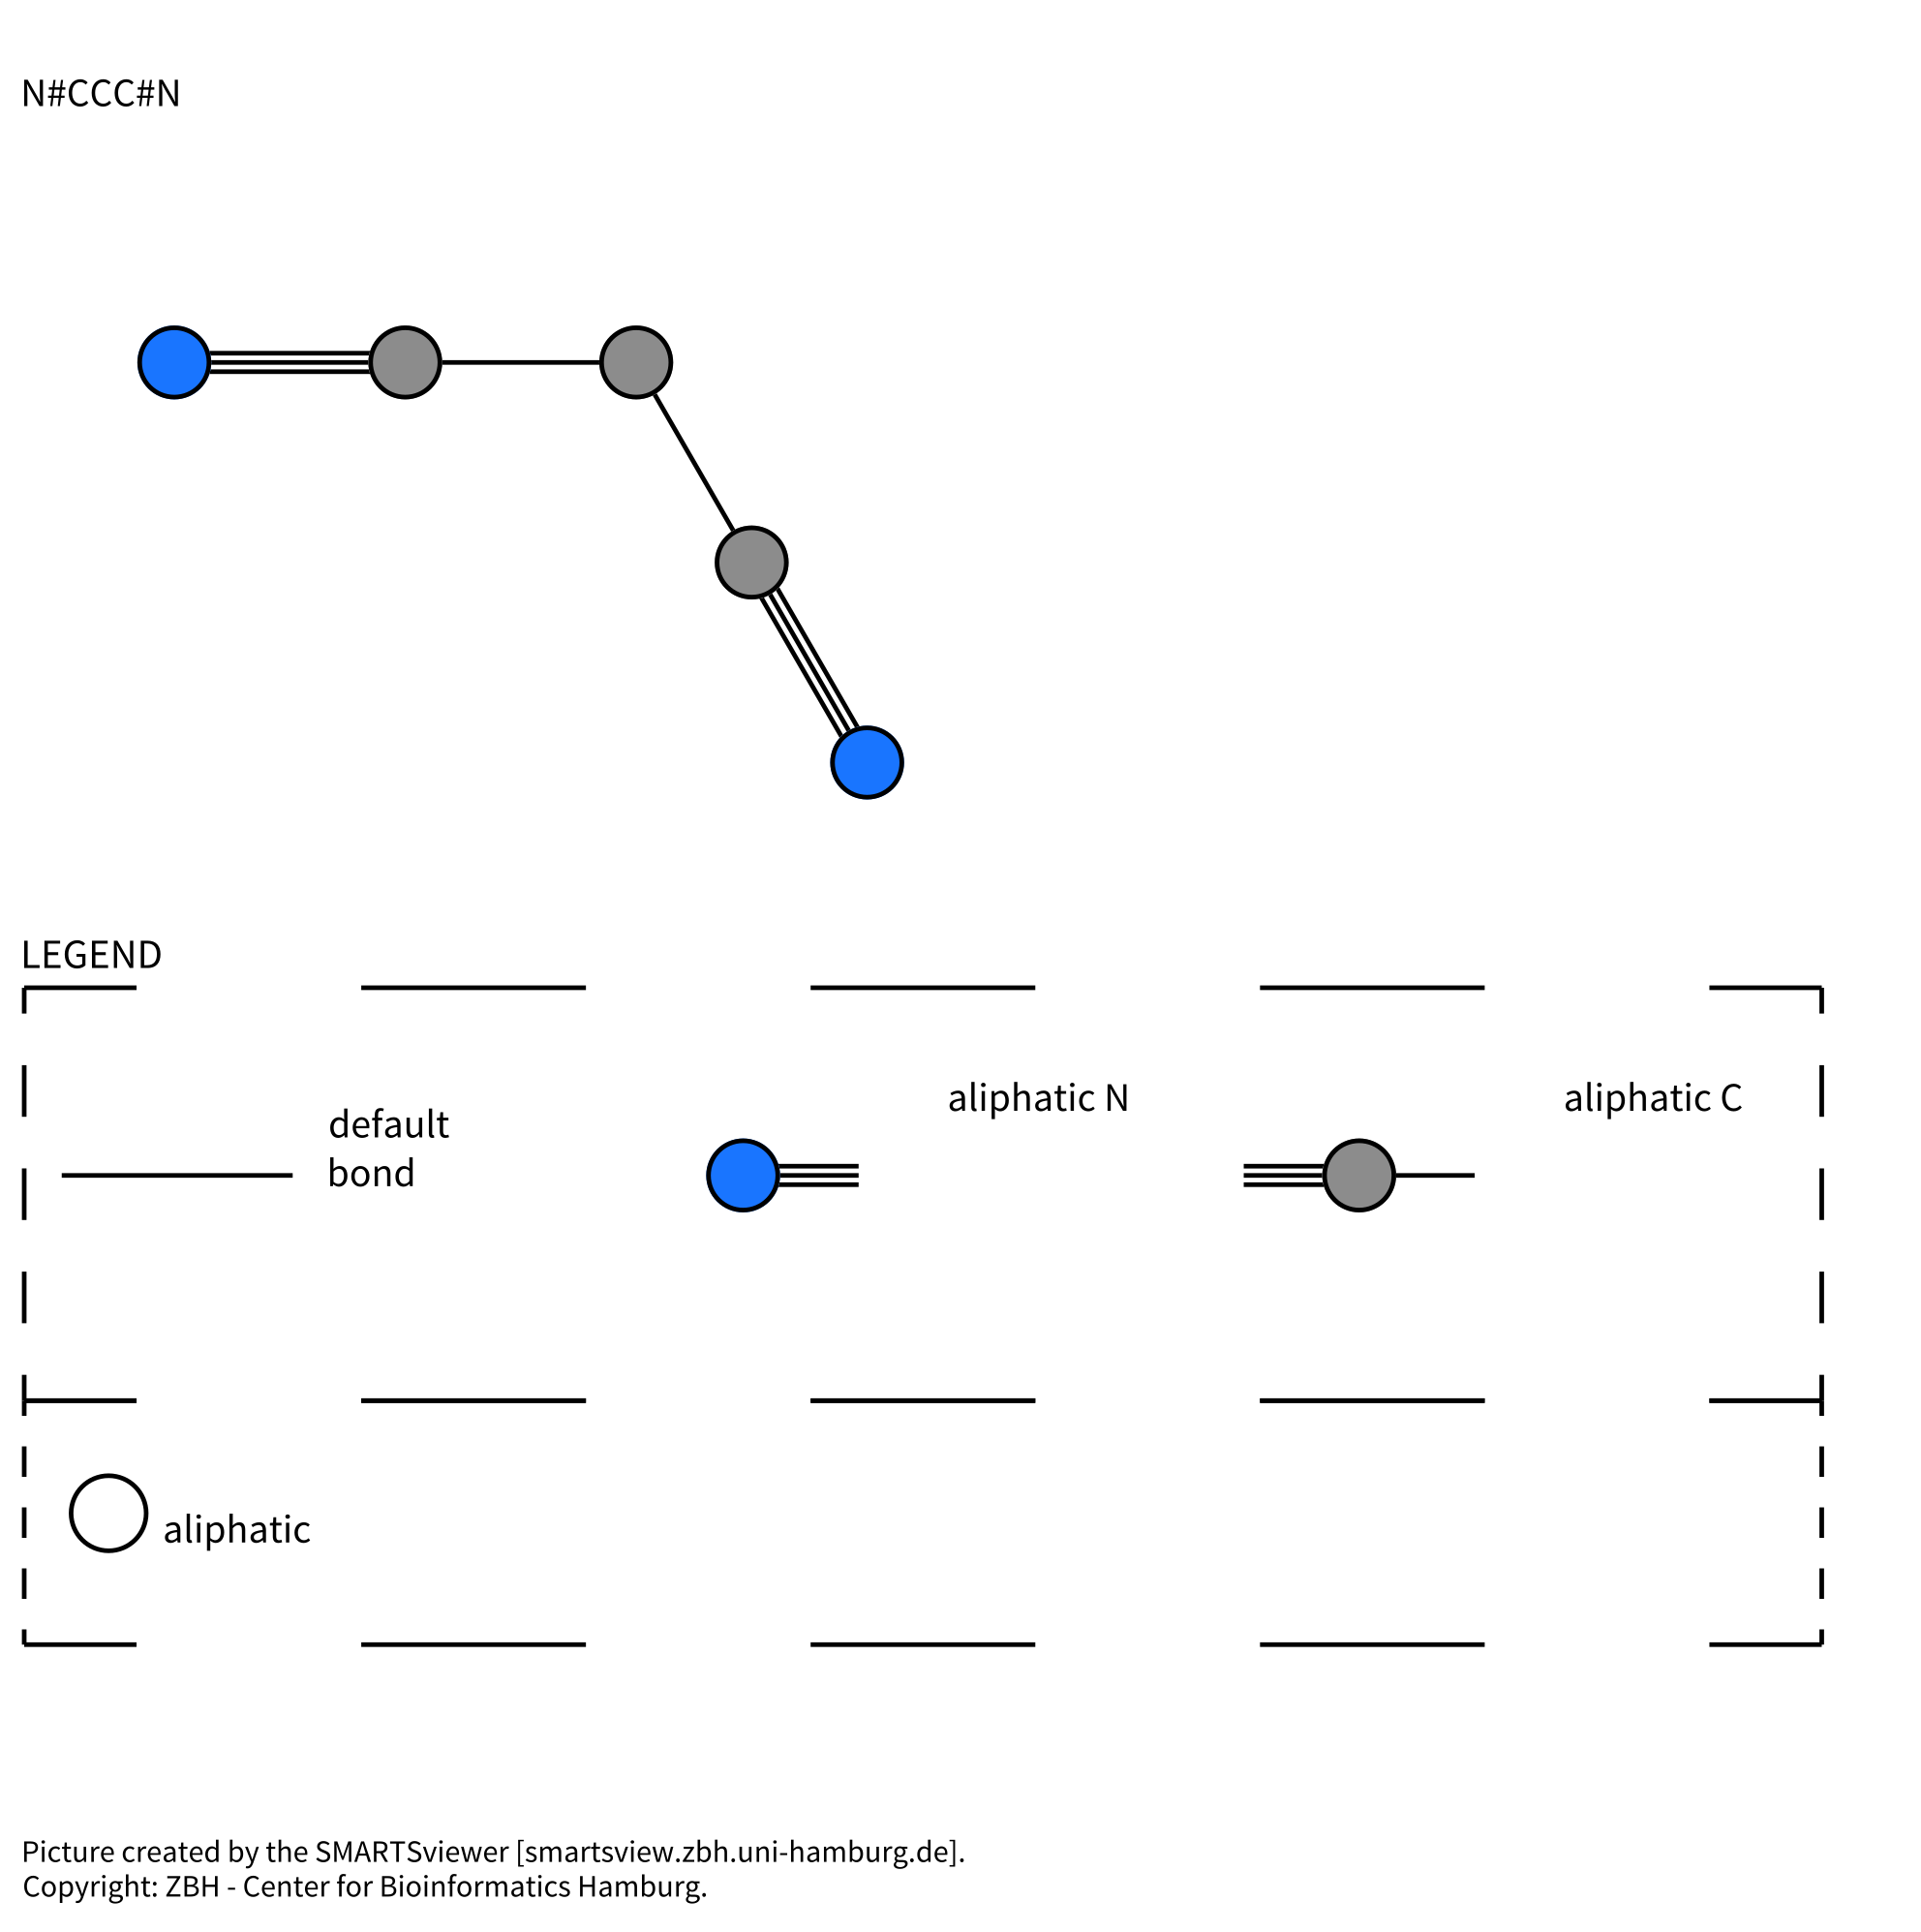 N#CCC#N
LEGEND
default
bond
aliphatic N
aliphatic C
aliphatic
Picture created by the SMARTSviewer [smartsview.zbh.uni-hamburg.de].
Copyright: ZBH - Center for Bioinformatics Hamburg.